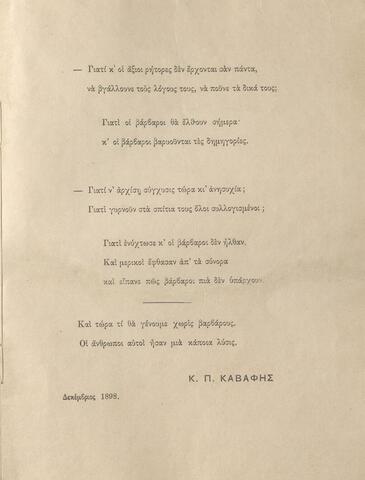 — Γιατί κ' οἱ ἄξιοι ρήτορες δὲν ἔρχονται σὰν πάντα,
νὰ βγάλλουνε τοὺς λόγους τους, νὰ ποῦνε τὰ δικά τους;
Γιατὶ οἱ βάρβαροι θὰ ἔλθουν σήμερα·
κ' οἱ βάρβαροι βαρυοῦνται τὲς δημηγορίες.
— Γιατί ν' ἀρχίσῃ σύγχυσις τώρα κι' ἀνησυχία;
Γιατί γυρνοῦν στὰ σπίτια τους ὅλοι συλλογισμένοι;
Γιατὶ ἐνύχτωσε κ' οἱ βάρβαροι δὲν ἦλθαν.
Καὶ μερικοὶ ἔφθασαν ἀπ' τὰ σύνορα
καὶ εἴπανε πῶς βάρβαροι πιὰ δὲν ὑπάρχουν.
Καὶ τώρα τί θὰ γένουμε χωρὶς βαρβάρους.
Οἱ ἄνθρωποι αὐτοὶ ἦσαν μιὰ κάποια λύσις.
Κ. Π. ΚΑΒΑΦΗΣ
Δεκέμβριος 1898.